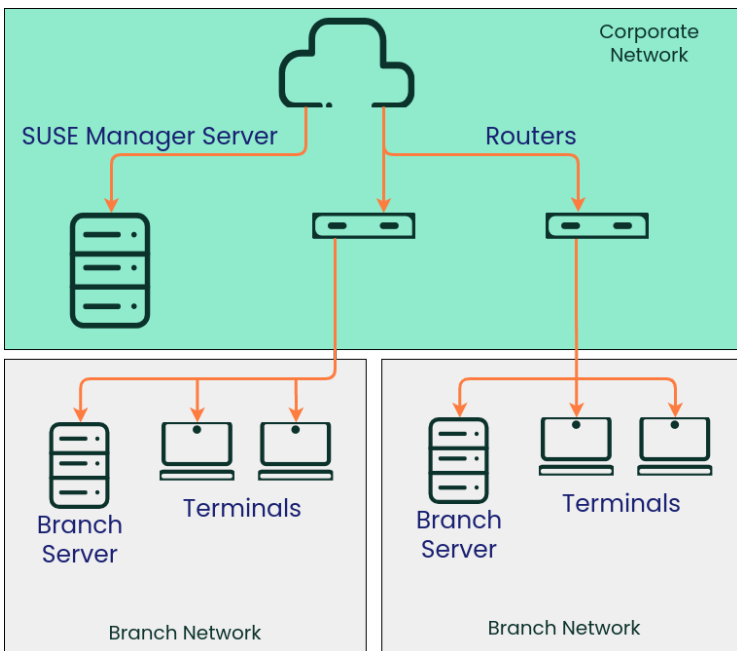 Corporate
Network
SUSE Manager Server
Routers
Branch
Server
Terminals
Branch Network
Branch
Server
Terminals
Branch Network